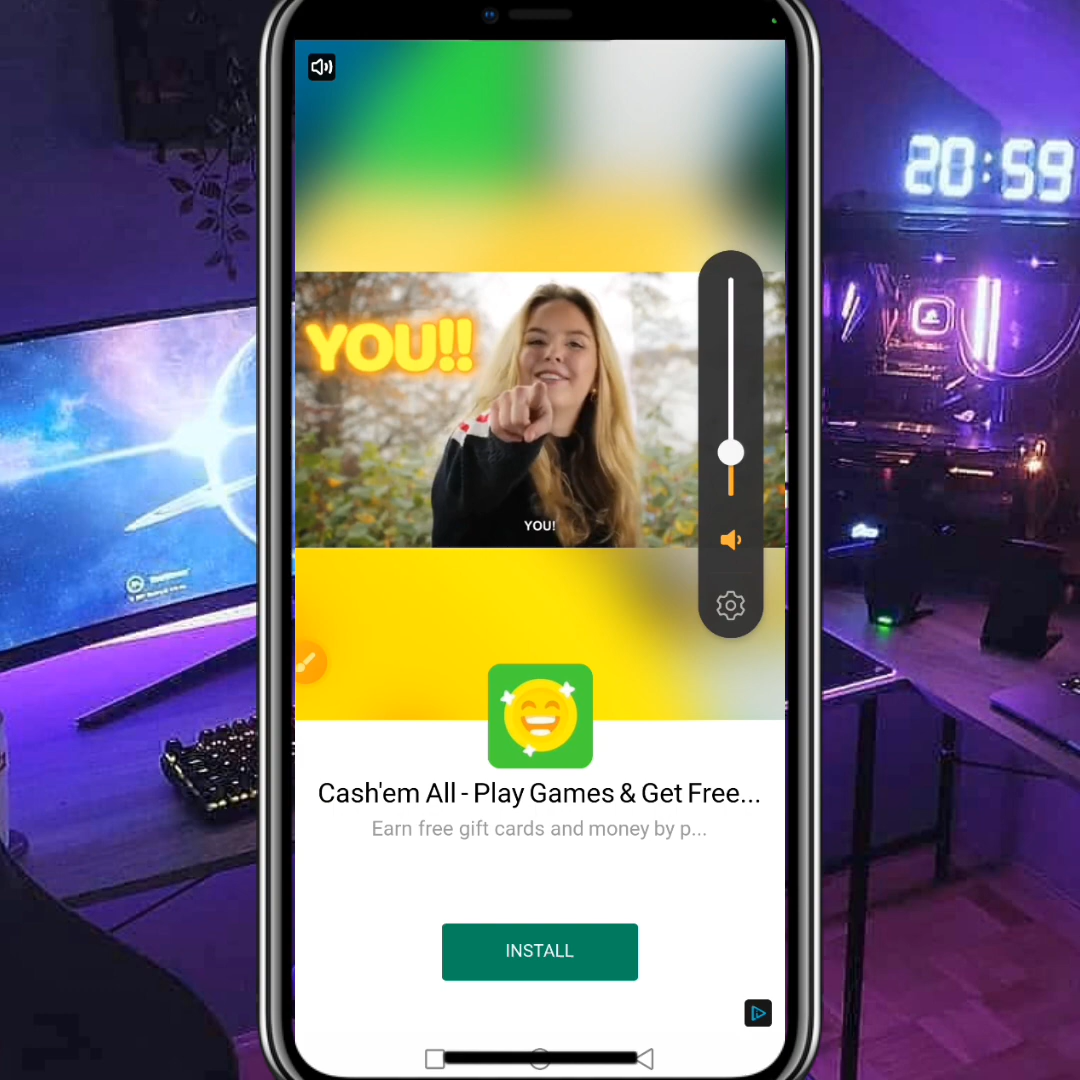 20:59
YOU!!
YOU!
Cash'em All - Play Games & Get Free...
Earn free gift cards and money by p...
INSTALL